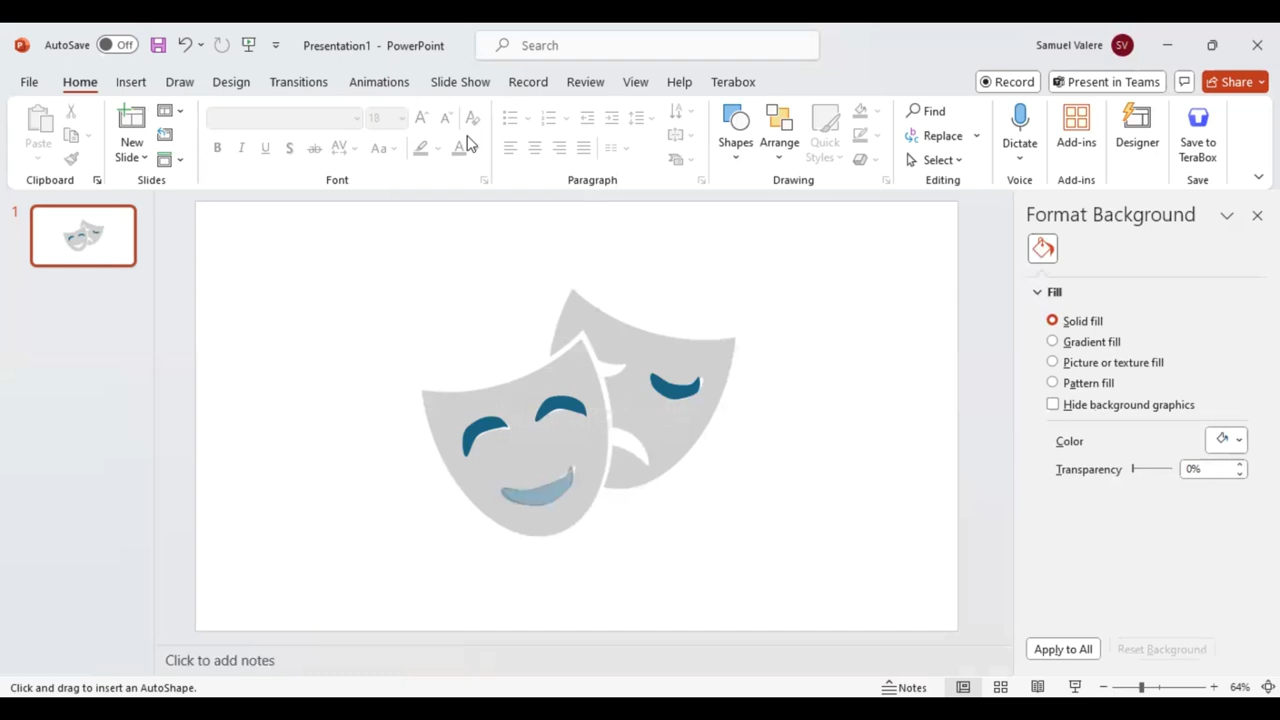 AutoSave Off Presentation1 - PowerPoint Search Samuel Valere SV
File Home Insert Draw Design Transitions Animations Slide Show Record Review View Help Terabox Record Present in Teams Share
Paste New Slide 18 B I U S ab AV Aa A Shapes Arrange Quick Styles Find Replace Select Dictate Add-ins Designer Save to TeraBox
Clipboard Slides Font Paragraph Drawing Editing Voice Add-ins Save
1
Format Background
Fill
Solid fill
Gradient fill
Picture or texture fill
Pattern fill
Hide background graphics
Color
Transparency 0%
Apply to All Reset Background
Click to add notes
Click and drag to insert an AutoShape. Notes 64%